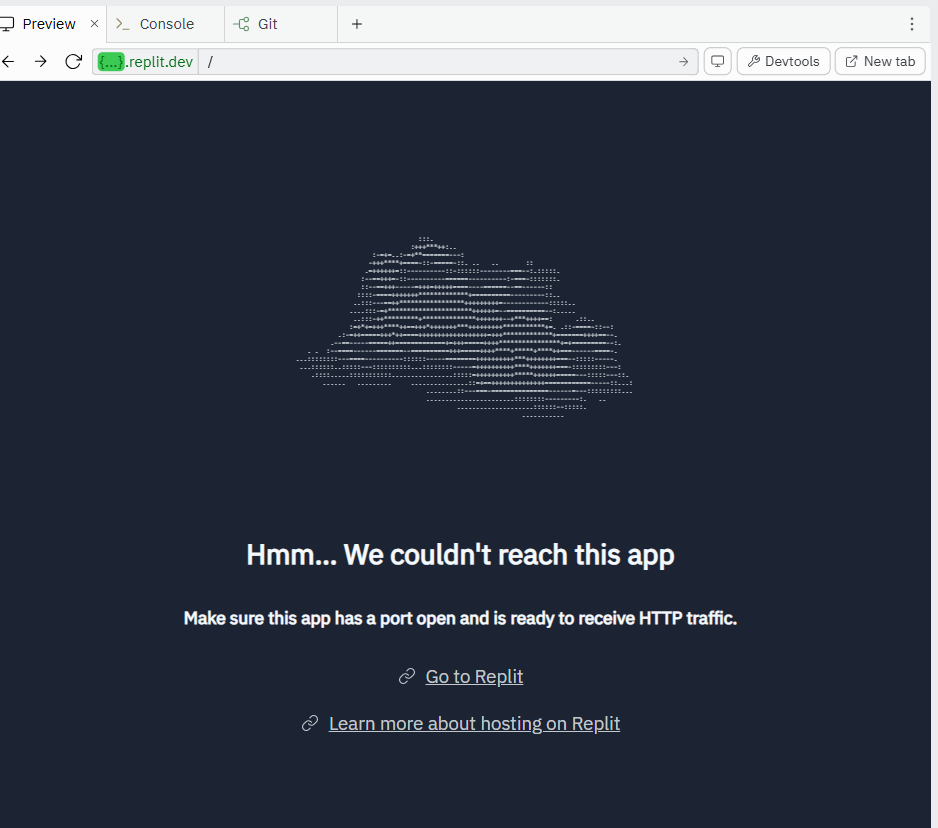 Preview
Console
Git
{...}.replit.dev
/
Devtools
New tab
Hmm... We couldn't reach this app
Make sure this app has a port open and is ready to receive HTTP traffic.
Go to Replit
Learn more about hosting on Replit